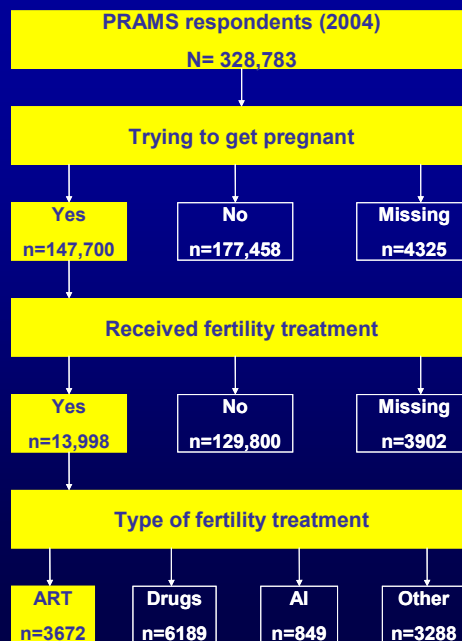 PRAMS respondents (2004)
N= 328,783
Trying to get pregnant
Yes
n=147,700
No
n=177,458
Missing
n=4325
Received fertility treatment
Yes
n=13,998
No
n=129,800
Missing
n=3902
Type of fertility treatment
ART
n=3672
Drugs
n=6189
AI
n=849
Other
n=3288